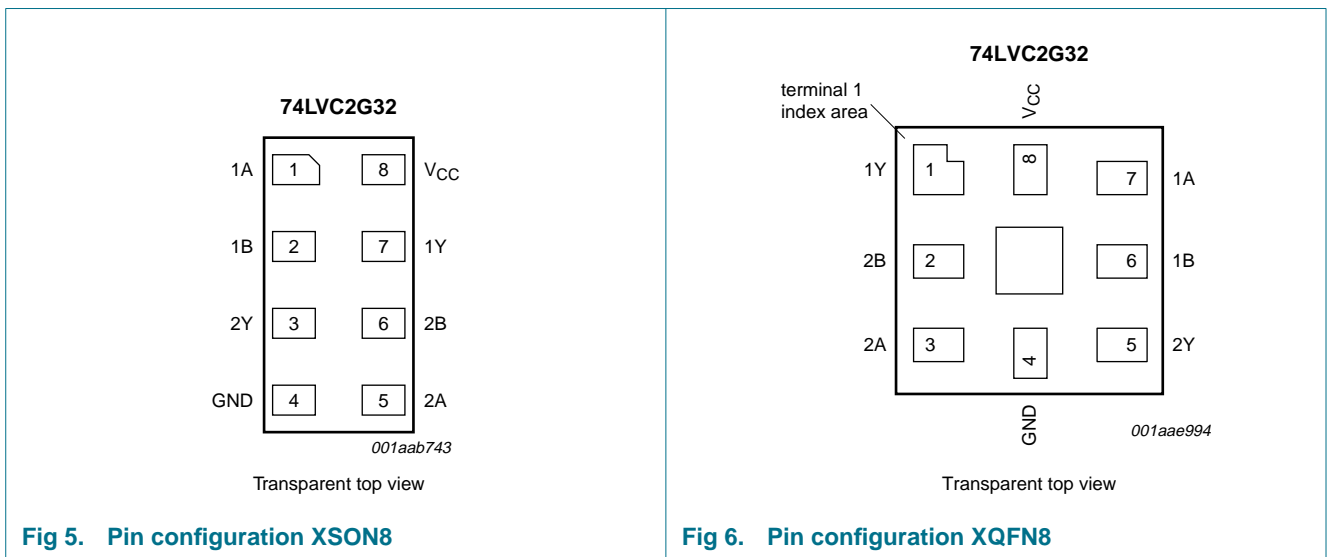 74LVC2G32
1A 1 8 VCC
1B 2 7 1Y
2Y 3 6 2B
GND 4 5 2A
001aab743
Transparent top view
Fig 5. Pin configuration XSON8
74LVC2G32
terminal 1
index area
VCC
1Y 1 8 7 1A
2B 2 6 1B
2A 3 4 5 2Y
GND
001aae994
Transparent top view
Fig 6. Pin configuration XQFN8